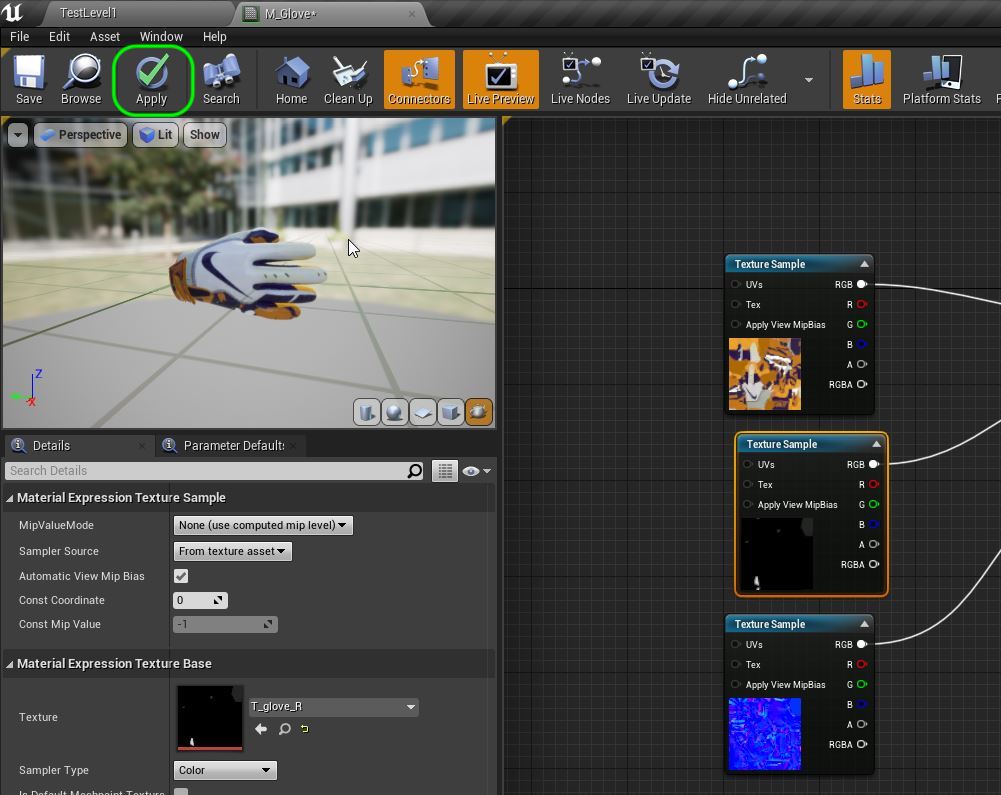 TestLevel1
M_Glove*
File Edit Asset Window Help
Save Browse Apply Search Home Clean Up Connectors Live Preview Live Nodes Live Update Hide Unrelated Stats Platform Stats
Perspective Lit Show
Z
X
Details Parameter Defaults
Search Details
Material Expression Texture Sample
MipValueMode None (use computed mip level)
Sampler Source From texture asset
Automatic View Mip Bias
Const Coordinate 0
Const Mip Value -1
Material Expression Texture Base
Texture T_glove_R
Sampler Type Color
Is Default Meshpaint Texture
Texture Sample
UVs RGB
Tex R
Apply View MipBias G
B
A
RGBA
Texture Sample
UVs RGB
Tex R
Apply View MipBias G
B
A
RGBA
Texture Sample
UVs RGB
Tex R
Apply View MipBias G
B
A
RGBA